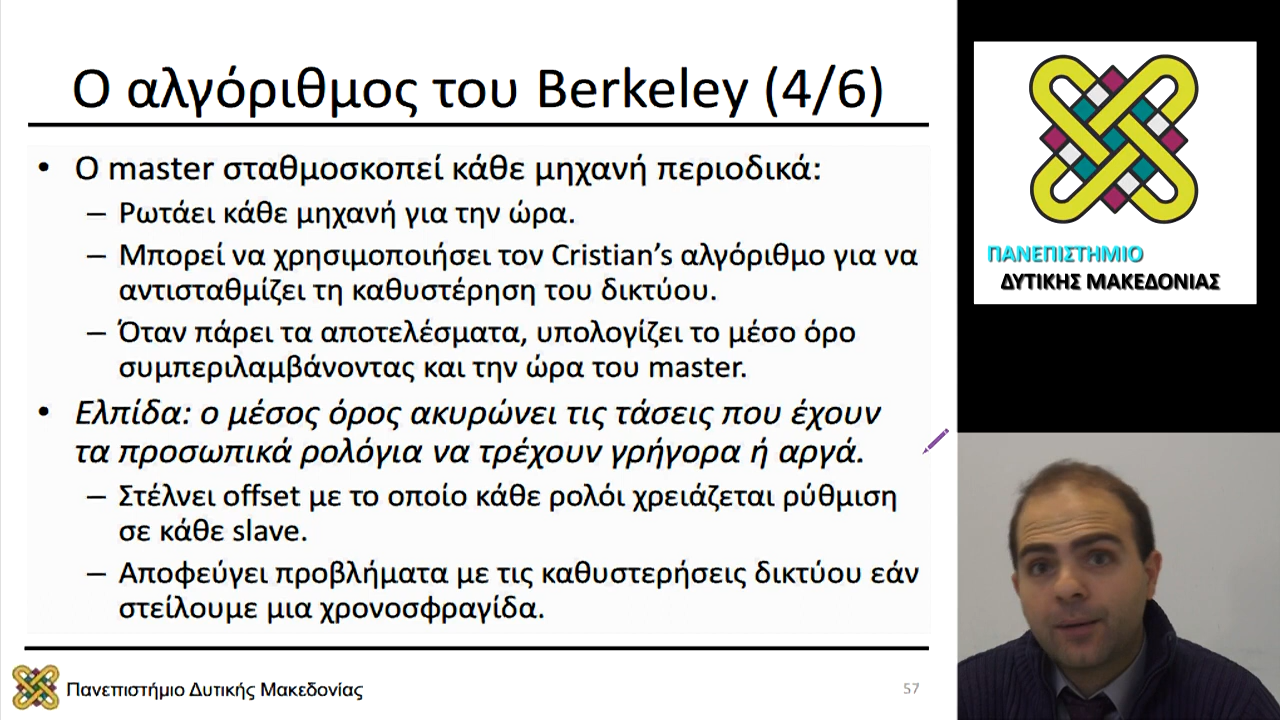 Ο αλγόριθμος του Berkeley (4/6)
• Ο master σταθμοσκοπεί κάθε μηχανή περιοδικά:
– Ρωτάει κάθε μηχανή για την ώρα.
– Μπορεί να χρησιμοποιήσει τον Cristian’s αλγόριθμο για να
αντισταθμίζει τη καθυστέρηση του δικτύου.
– Όταν πάρει τα αποτελέσματα, υπολογίζει το μέσο όρο
συμπεριλαμβάνοντας και την ώρα του master.
• Ελπίδα: ο μέσος όρος ακυρώνει τις τάσεις που έχουν
τα προσωπικά ρολόγια να τρέχουν γρήγορα ή αργά.
– Στέλνει offset με το οποίο κάθε ρολόι χρειάζεται ρύθμιση
σε κάθε slave.
– Αποφεύγει προβλήματα με τις καθυστερήσεις δικτύου εάν
στείλουμε μια χρονοσφραγίδα.
Πανεπιστήμιο Δυτικής Μακεδονίας
57
ΠΑΝΕΠΙΣΤΗΜΙΟ
ΔΥΤΙΚΗΣ ΜΑΚΕΔΟΝΙΑΣ